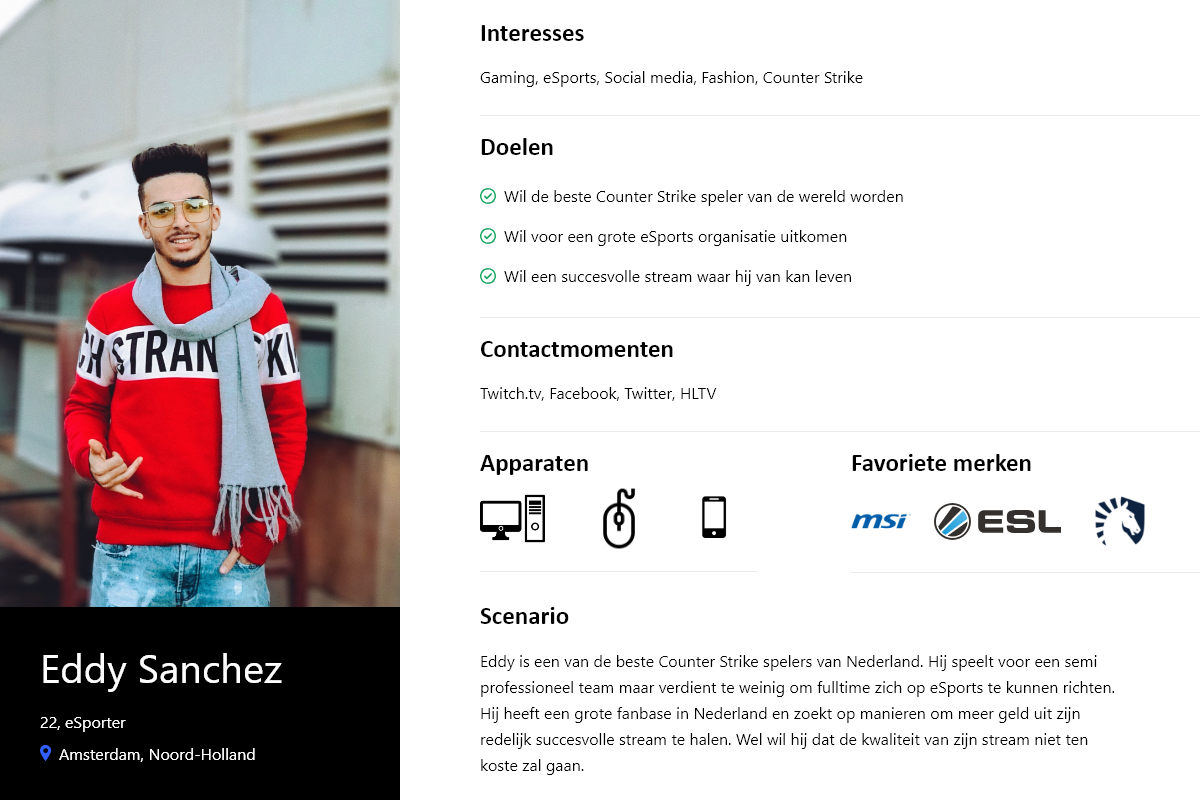 Interesses
Gaming, eSports, Social media, Fashion, Counter Strike
Doelen
Wil de beste Counter Strike speler van de wereld worden
Wil voor een grote eSports organisatie uitkomen
Wil een succesvolle stream waar hij van kan leven
Contactmomenten
Twitch.tv, Facebook, Twitter, HLTV
Apparaten
Favoriete merken
msi ESL
Scenario
Eddy is een van de beste Counter Strike spelers van Nederland. Hij speelt voor een semi
professioneel team maar verdient te weinig om fulltime zich op eSports te kunnen richten.
Hij heeft een grote fanbase in Nederland en zoekt op manieren om meer geld uit zijn
redelijk succesvolle stream te halen. Wel wil hij dat de kwaliteit van zijn stream niet ten
koste zal gaan.
CH STRAN KI
Eddy Sanchez
22, eSporter
Amsterdam, Noord-Holland